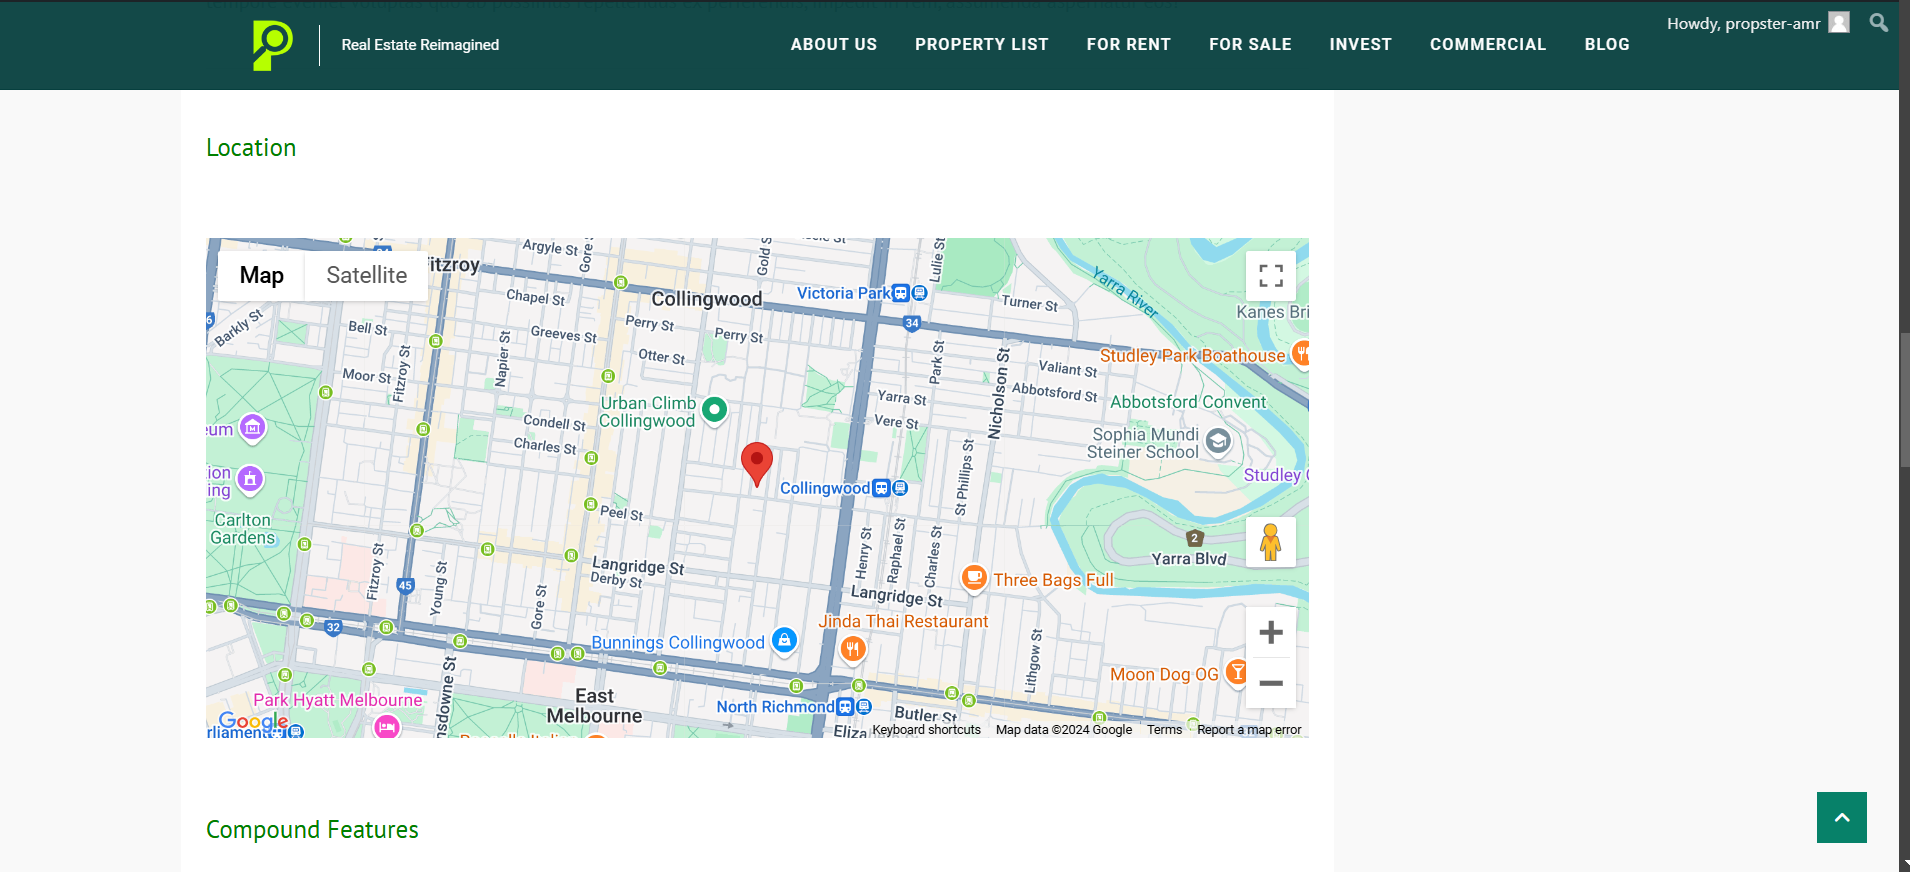 Real Estate Reimagined
ABOUT US
PROPERTY LIST
FOR RENT
FOR SALE
INVEST
COMMERCIAL
BLOG
Howdy, propster-amr
Location
Map
Satellite
itzroy
Argyle St
Gore S
Gold S
Lulie St
Collingwood
Victoria Park
Chapel St
Turner St
Yarra River
Kanes Bri
34
Barkly St
Bell St
Greeves St
Perry St
Perry St
Napier St
Otter St
Park St
Nicholson St
Studley Park Boathouse
Valiant St
Moor St
Fitzroy St
Abbotsford St
Yarra St
Abbotsford Convent
Urban Climb
Collingwood
Condell St
Vere St
eum
Charles St
Sophia Mundi
Steiner School
St Phillips St
Studley
ion
ing
Collingwood
Peel St
Carlton
Gardens
Henry St
Raphael St
Charles St
2
Yarra Blvd
Fitzroy St
45
Young St
Langridge St
Derby St
Gore St
Three Bags Full
Langridge St
32
Jinda Thai Restaurant
Bunnings Collingwood
Lithgow St
Moon Dog OG
nsdowne St
East
Melbourne
Park Hyatt Melbourne
North Richmond
Butler St
Google
rliament
Eliza
Keyboard shortcuts
Map data ©2024 Google
Terms
Report a map error
Compound Features